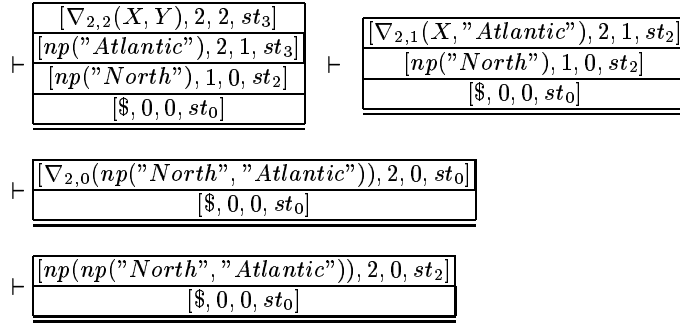 ⊢ [∇₂,₂(X, Y), 2, 2, st₃]
[np("Atlantic"), 2, 1, st₃]
[np("North"), 1, 0, st₂]
[$, 0, 0, st₀]
⊢ [∇₂,₁(X, "Atlantic"), 2, 1, st₂]
[np("North"), 1, 0, st₂]
[$, 0, 0, st₀]
⊢ [∇₂,₀(np("North", "Atlantic")), 2, 0, st₀]
[$, 0, 0, st₀]
⊢ [np(np("North", "Atlantic")), 2, 0, st₂]
[$, 0, 0, st₀]